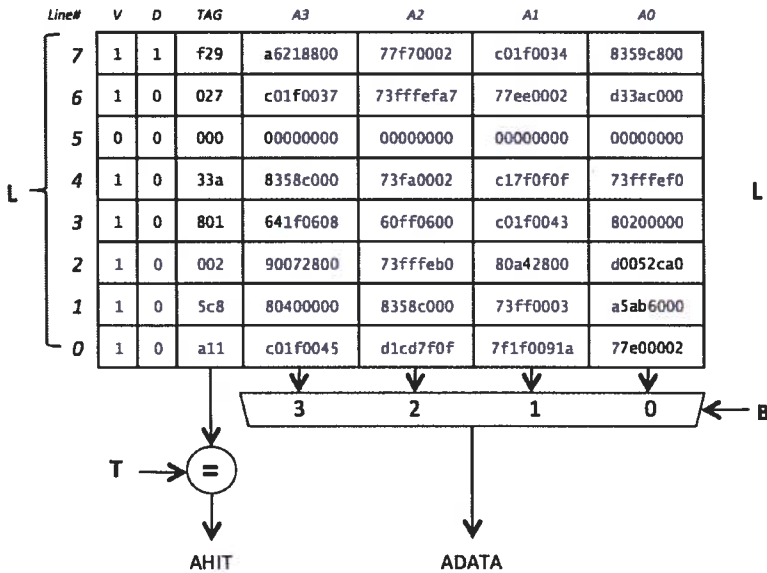 Line# V D TAG A3 A2 A1 A0
7 1 1 f29 a6218800 77f70002 c01f0034 8359c800
6 1 0 027 c01f0037 73fffefa7 77ee0002 d33ac000
5 0 0 000 00000000 00000000 00000000 00000000
4 1 0 33a 8358c000 73fa0002 c17f0f0f 73fffef0
L L
3 1 0 801 641f0608 60ff0600 c01f0043 80200000
2 1 0 002 90072800 73fffeb0 80a42800 d0052ca0
1 1 0 5c8 80400000 8358c000 73ff0003 a5ab6000
0 1 0 a11 c01f0045 d1cd7f0f 7f1f0091a 77e00002
3 2 1 0 B
T =
AHIT ADATA